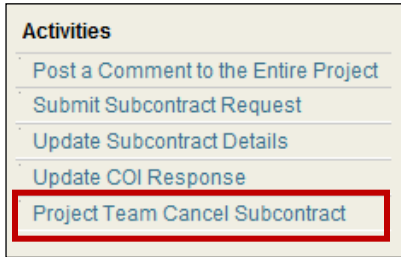 Activities
Post a Comment to the Entire Project
Submit Subcontract Request
Update Subcontract Details
Update COI Response
Project Team Cancel Subcontract